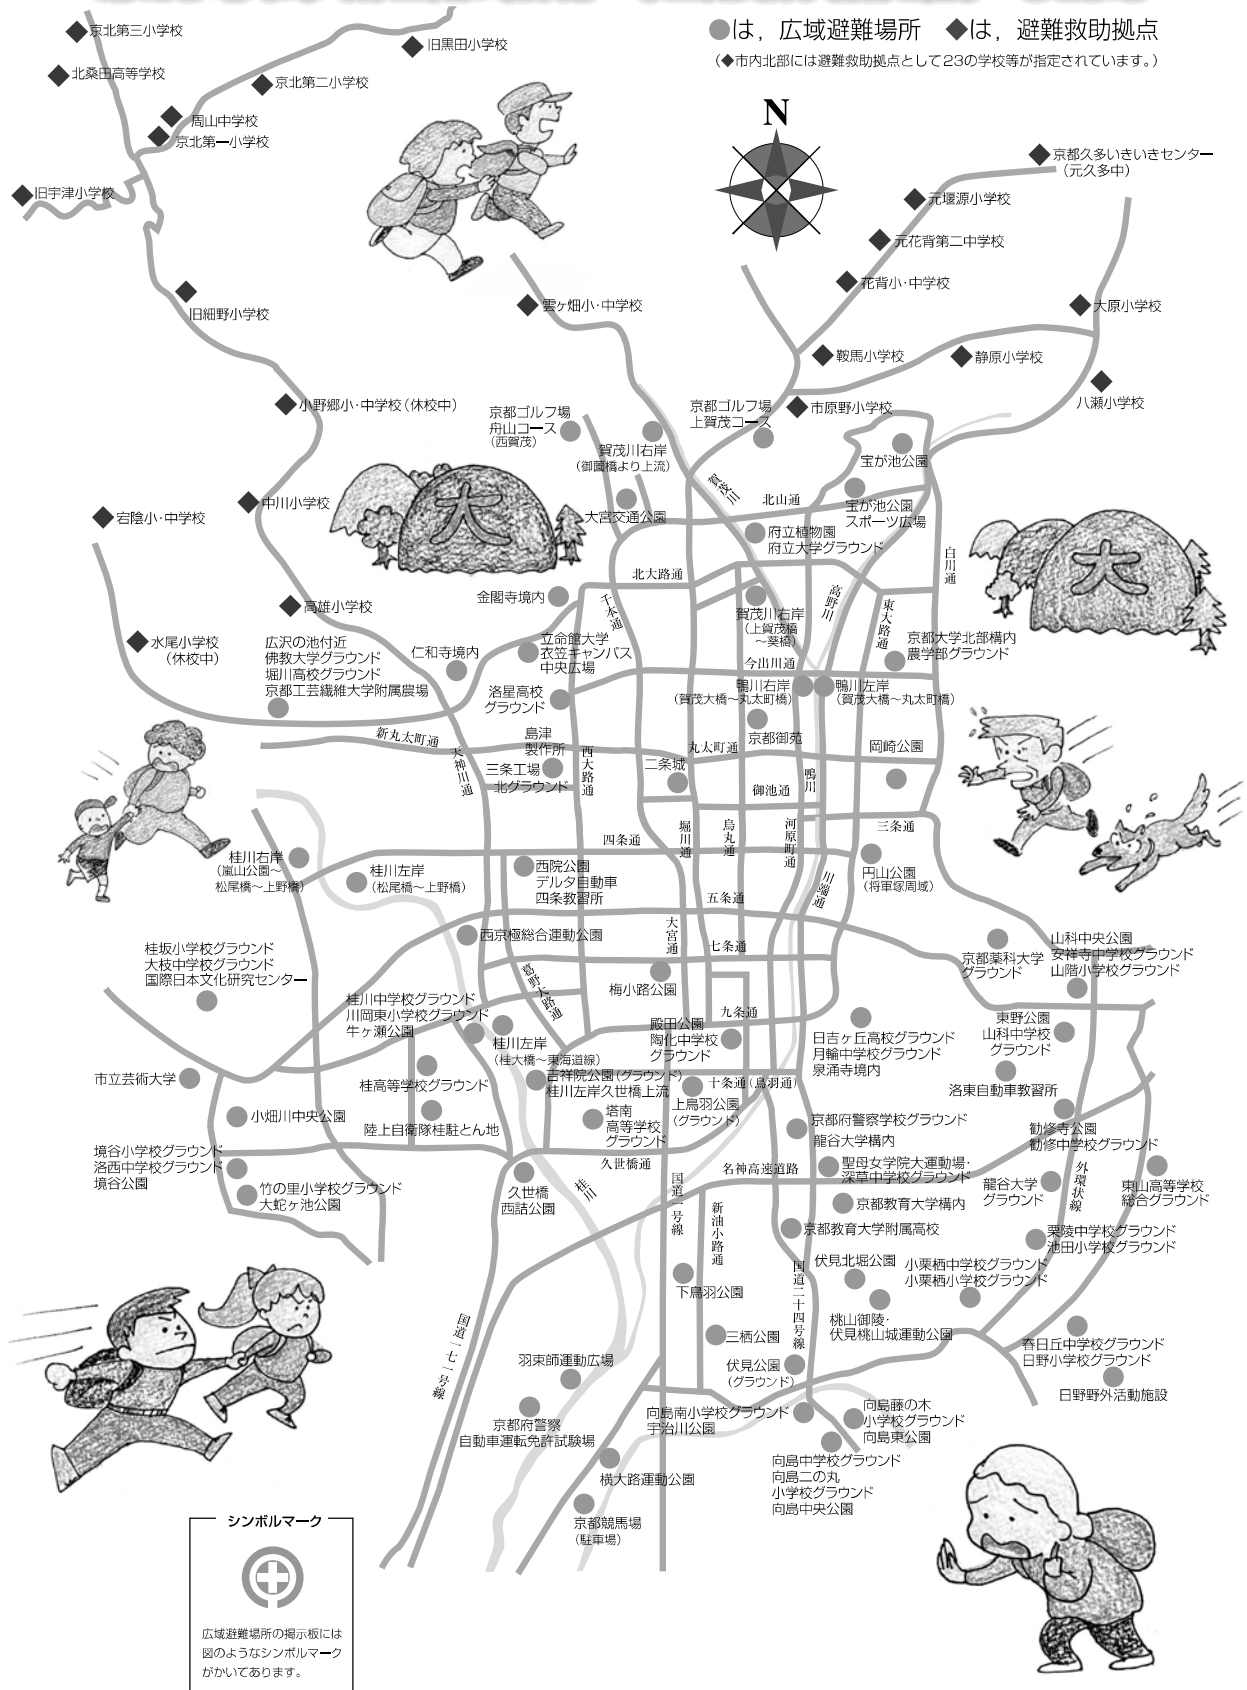 ●は，広域避難場所　◆は，避難救助拠点
（◆市内北部には避難救助拠点として23の学校等が指定されています。）
N
京北第三小学校
旧黒田小学校
北桑田高等学校
京北第二小学校
周山中学校
京北第一小学校
旧宇津小学校
京都久多いきいきセンター
（元久多中）
元堰源小学校
元花背第二中学校
花背小・中学校
旧細野小学校
雲ヶ畑小・中学校
大原小学校
鞍馬小学校
静原小学校
八瀬小学校
小野郷小・中学校（休校中）
市原野小学校
京都ゴルフ場
舟山コース
（西賀茂）
京都ゴルフ場
上賀茂コース
賀茂川右岸
（御薗橋より上流）
宝が池公園
賀茂川
北山通
宝が池公園
スポーツ広場
大宮交通公園
中川小学校
宕陰小・中学校
府立植物園
府立大学グラウンド
白川通
北大路通
千本通
金閣寺境内
高野川
東大路通
賀茂川右岸
（上賀茂橋
～葵橋）
高雄小学校
水尾小学校
（休校中）
広沢の池付近
佛教大学グラウンド
堀川高校グラウンド
京都工芸繊維大学附属農場
仁和寺境内
立命館大学
衣笠キャンパス
中央広場
京都大学北部構内
農学部グラウンド
今出川通
洛星高校
グラウンド
鴨川右岸
（賀茂大橋～丸太町橋）
鴨川左岸
（賀茂大橋～丸太町橋）
京都御苑
新丸太町通
天神川通
島津
製作所
三条工場
北グラウンド
西大路通
丸太町通
二条城
岡崎公園
御池通
鴨川
三条通
堀川通
烏丸通
河原町通
四条通
桂川右岸
（嵐山公園～
松尾橋～上野橋）
桂川左岸
（松尾橋～上野橋）
西院公園
デルタ自動車
四条教習所
円山公園
（将軍塚周域）
川端通
五条通
大宮通
七条通
西京極総合運動公園
桂坂小学校グラウンド
大枝中学校グラウンド
国際日本文化研究センター
葛野大路通
梅小路公園
京都薬科大学
グラウンド
山科中央公園
安祥寺中学校グラウンド
山階小学校グラウンド
桂川中学校グラウンド
川岡東小学校グラウンド
牛ヶ瀬公園
桂川左岸
（桂大橋～東海道線）
九条通
殿田公園
陶化中学校
グラウンド
日吉ヶ丘高校グラウンド
月輪中学校グラウンド
泉涌寺境内
東野公園
山科中学校
グラウンド
市立芸術大学
桂高等学校グラウンド
吉祥院公園（グラウンド）
桂川左岸久世橋上流
十条通（鳥羽通）
洛東自動車教習所
小畑川中央公園
陸上自衛隊桂駐とん地
塔南
高等学校
グラウンド
上鳥羽公園
（グラウンド）
京都府警察学校グラウンド
龍谷大学構内
勧修寺公園
勧修中学校グラウンド
境谷小学校グラウンド
洛西中学校グラウンド
境谷公園
久世橋通
名神高速道路
聖母女学院大運動場・
深草中学校グラウンド
竹の里小学校グラウンド
大蛇ヶ池公園
久世橋
西詰公園
桂川
国道一号線
新油小路通
京都教育大学構内
龍谷大学
グラウンド
外環状線
東山高等学校
総合グラウンド
京都教育大学附属高校
栗陵中学校グラウンド
池田小学校グラウンド
国道二十四号線
伏見北堀公園
小栗栖中学校グラウンド
小栗栖小学校グラウンド
下鳥羽公園
桃山御陵・
伏見桃山城運動公園
国道一七一号線
三栖公園
春日丘中学校グラウンド
日野小学校グラウンド
羽束師運動広場
伏見公園
（グラウンド）
日野野外活動施設
京都府警察
自動車運転免許試験場
向島南小学校グラウンド
宇治川公園
向島藤の木
小学校グラウンド
向島東公園
横大路運動公園
向島中学校グラウンド
向島二の丸
小学校グラウンド
向島中央公園
京都競馬場
（駐車場）
シンボルマーク
広域避難場所の掲示板には
図のようなシンボルマーク
がかいてあります。
大
大